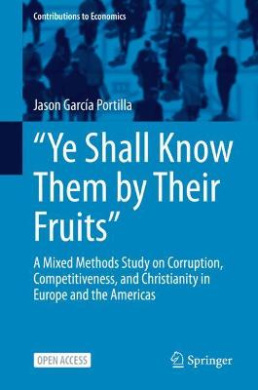 Contributions to Economics
Jason García Portilla
“Ye Shall Know
Them by Their
Fruits”
A Mixed Methods Study on Corruption,
Competitiveness, and Christianity in
Europe and the Americas
OPEN ACCESS
Springer